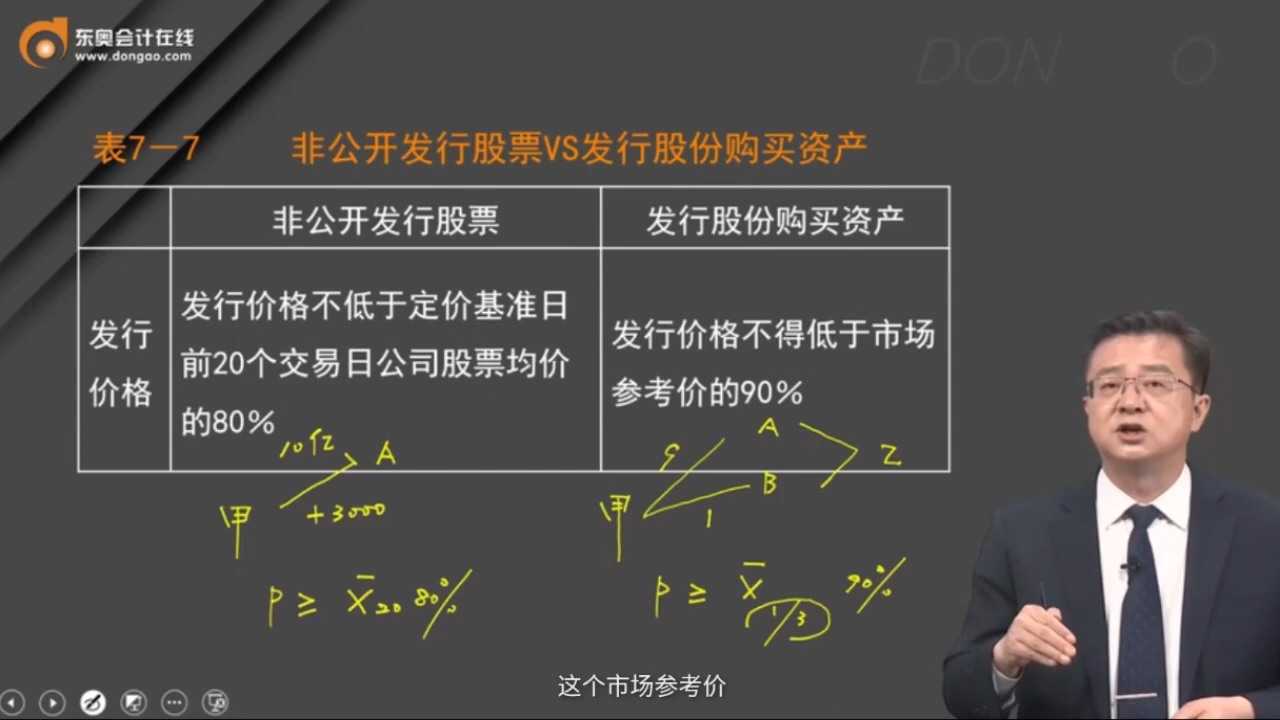 东奥会计在线
www.dongao.com
DON O
表7－7 非公开发行股票VS发行股份购买资产
非公开发行股票 发行股份购买资产
发行价格
发行价格不低于定价基准日
前20个交易日公司股票均价
的80%
发行价格不得低于市场
参考价的90%
10亿 A
甲 +3000
P ≥ X̄20 80%
9 A 乙
甲 1 B
P ≥ X̄ 1/3 90%
这个市场参考价